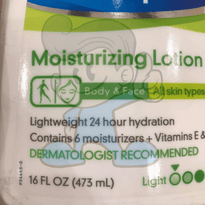 Moisturizing Lotion
Body & Face All skin types
Lightweight 24 hour hydration
Contains 6 moisturizers + Vitamins E &
DERMATOLOGIST RECOMMENDED
16 FL OZ (473 mL)
Light